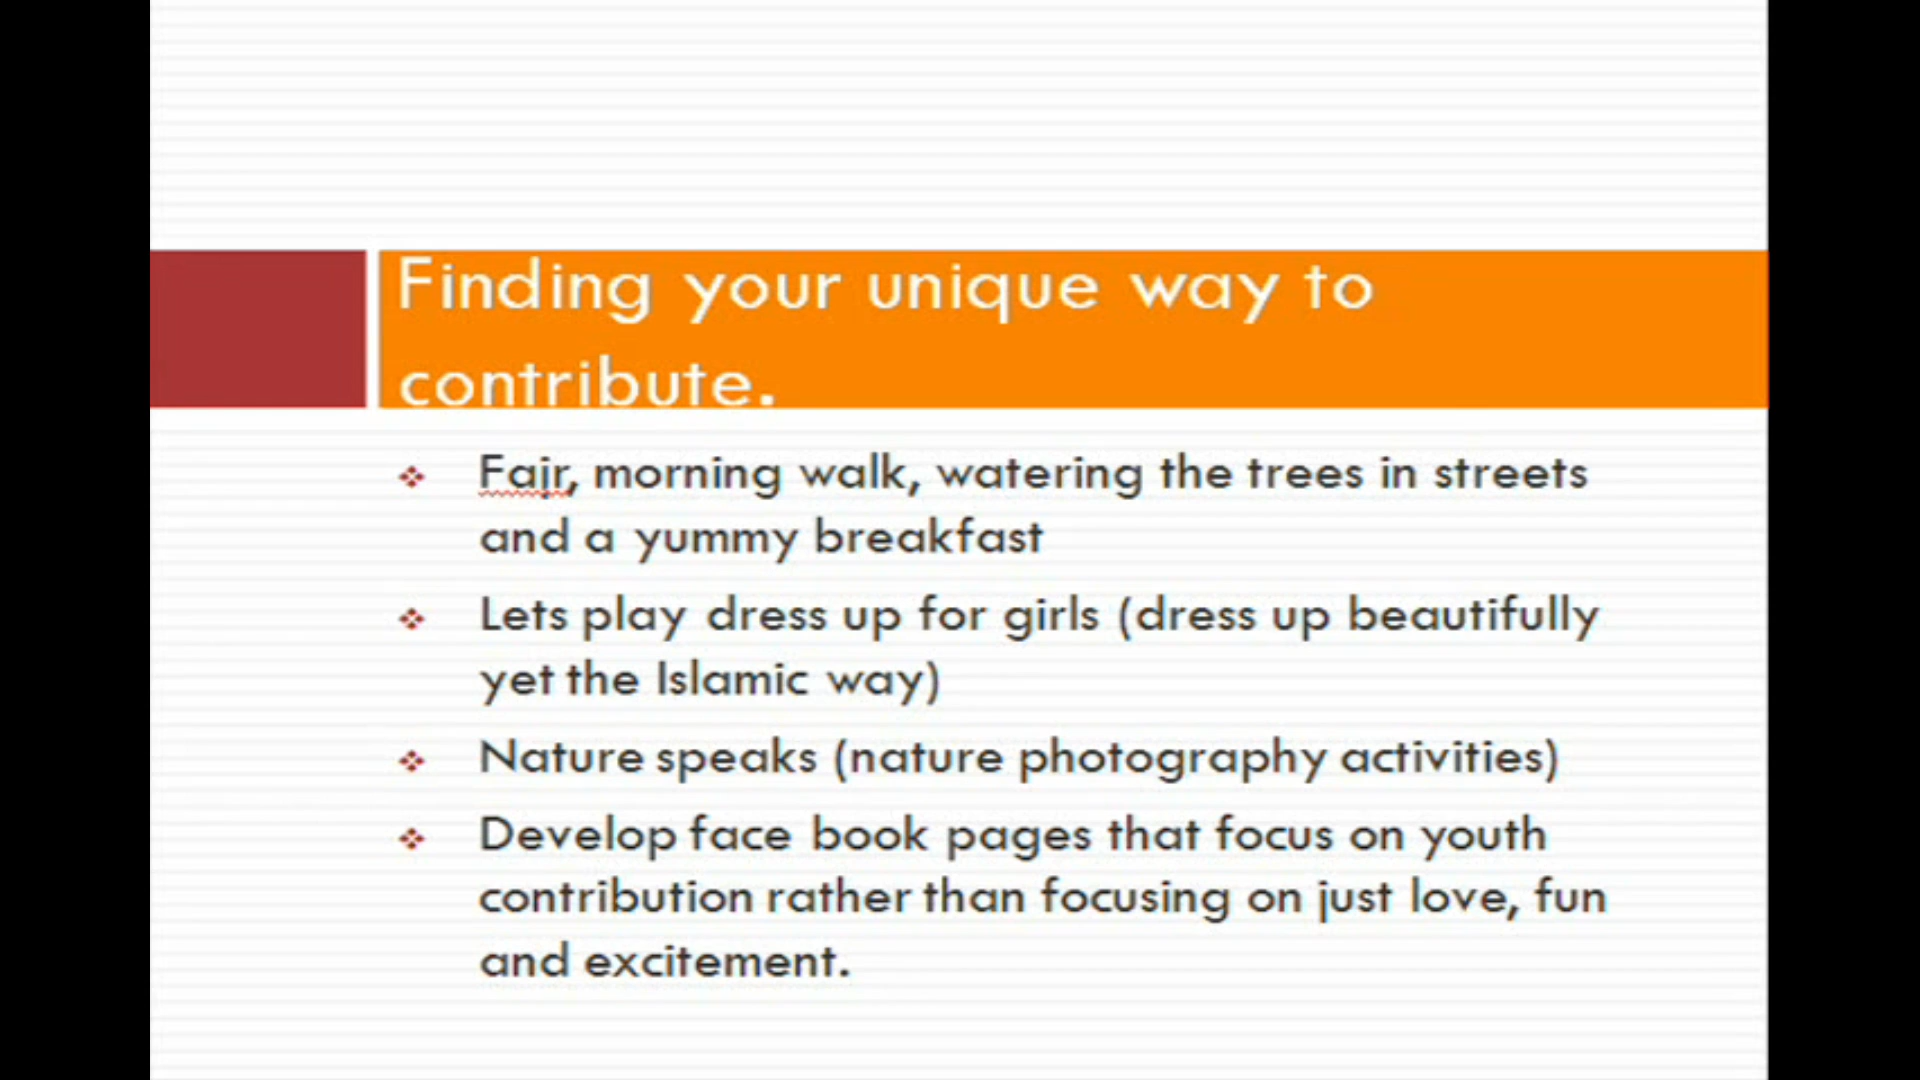 Finding your unique way to
contribute.
Fajr, morning walk, watering the trees in streets
and a yummy breakfast
Lets play dress up for girls (dress up beautifully
yet the Islamic way)
Nature speaks (nature photography activities)
Develop face book pages that focus on youth
contribution rather than focusing on just love, fun
and excitement.